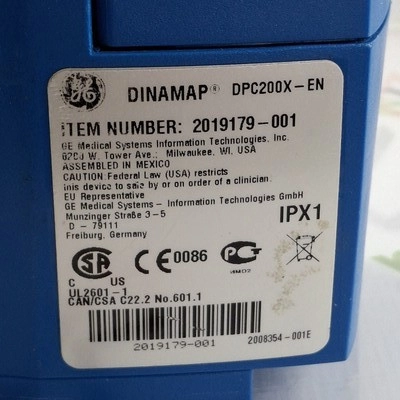 GE DINAMAP® DPC200X-EN
ITEM NUMBER: 2019179-001
GE Medical Systems Information Technologies, Inc.
8200 W. Tower Ave.; Milwaukee, WI. USA
ASSEMBLED IN MEXICO
CAUTION: Federal Law (USA) restricts
this device to sale by or on order of a clinician.
EU Representative
GE Medical Systems - Information Technologies GmbH
Munzinger Straße 3-5
D - 79111
Freiburg, Germany
IPX1
C US
CE 0086
UL2601-1
CAN/CSA C22.2 No.601.1
2019179-001
2008354-001E